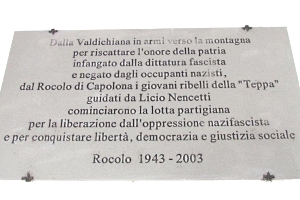 Dalla Valdichiana in armi verso la montagna
per riscattare l'onore della patria
infangato dalla dittatura fascista
e negato dagli occupanti nazisti,
dal Rocolo di Capolona i giovani ribelli della "Teppa"
guidati da Licio Nencetti
cominciarono la lotta partigiana
per la liberazione dall'oppressione nazifascista
e per conquistare libertà, democrazia e giustizia sociale
Rocolo 1943 - 2003